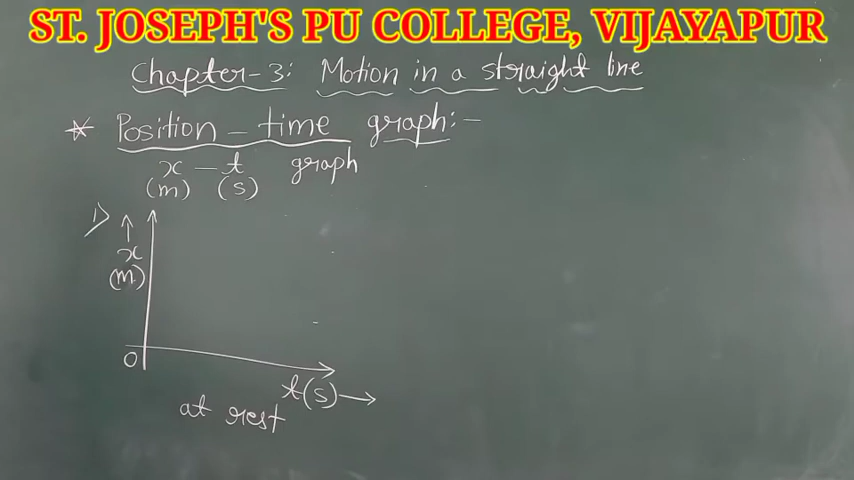 ST. JOSEPH'S PU COLLEGE, VIJAYAPUR
Chapter-3: Motion in a straight line
* Position - time graph:-
x - t graph
(m) (s)
1)
x
(m)
0
t(s)
at rest